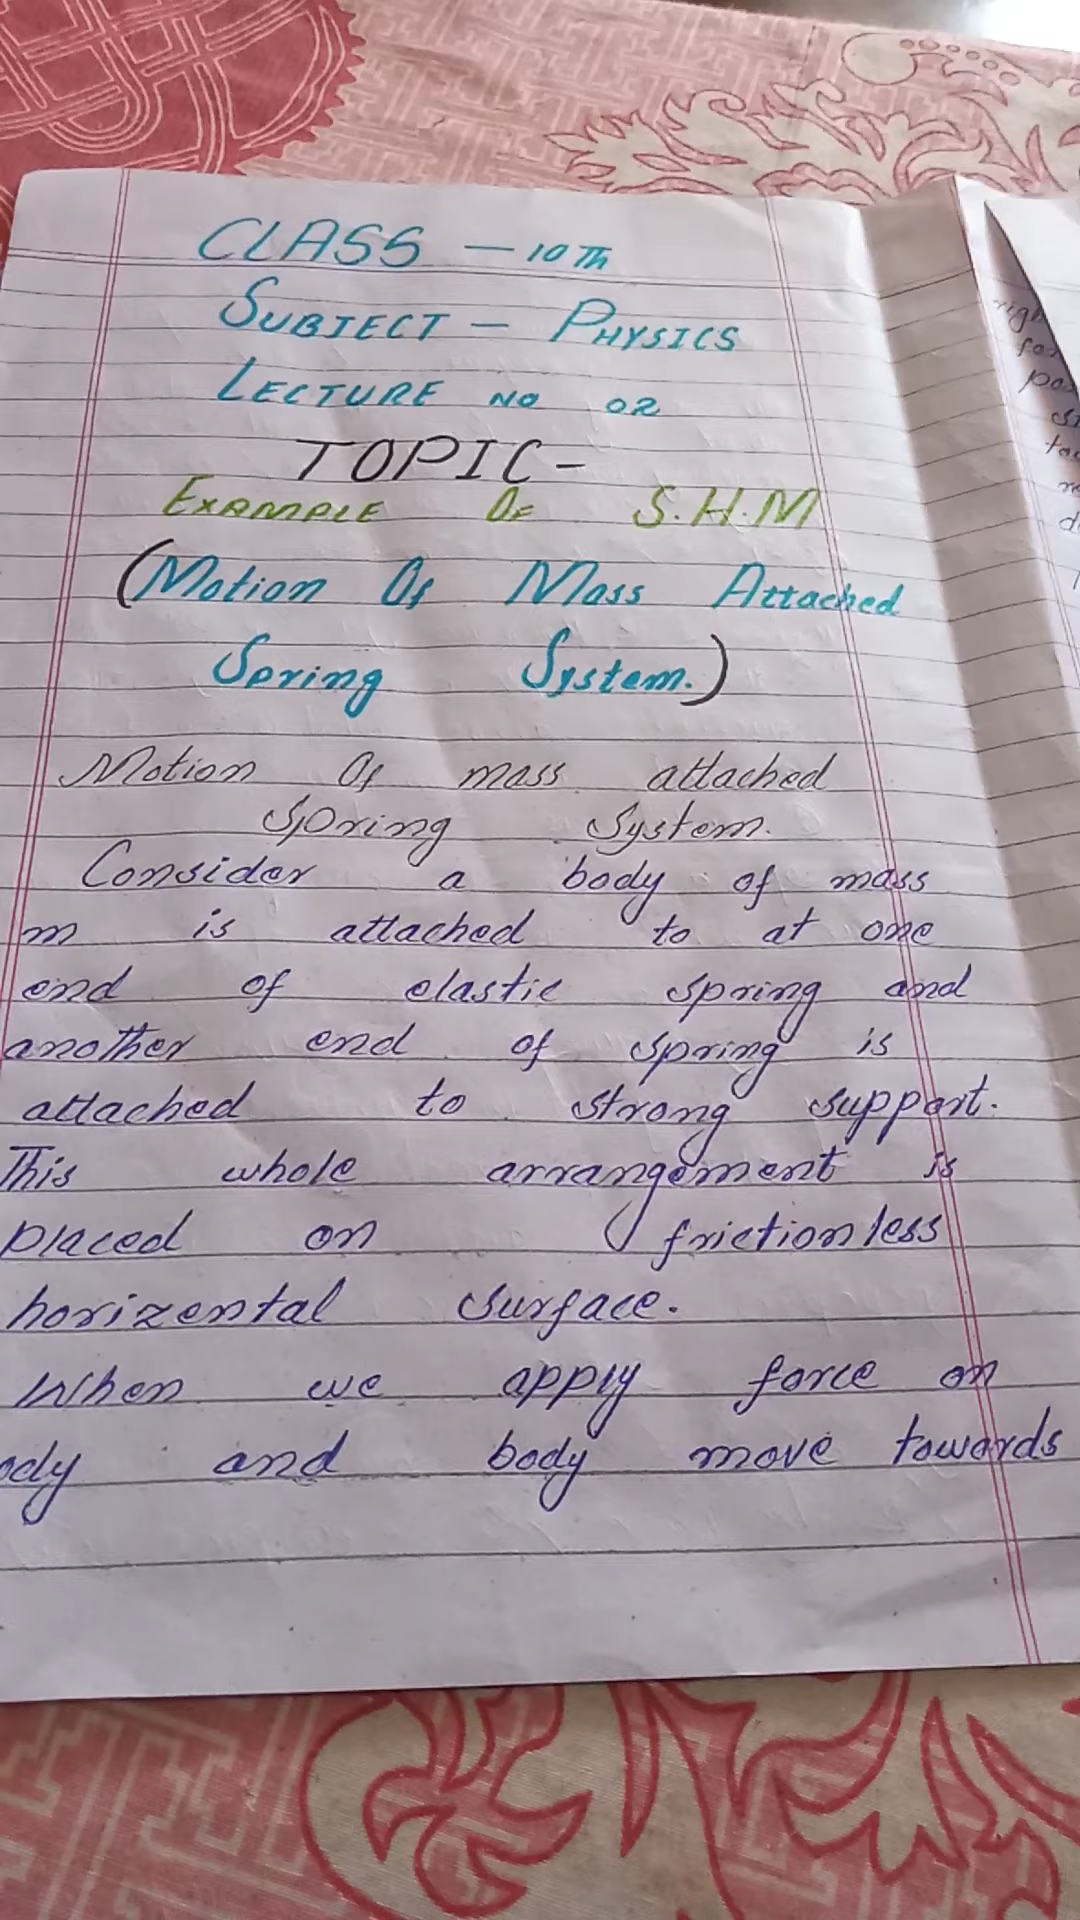 CLASS - 10Th
SUBJECT - PHYSICS
LECTURE NO 02
TOPIC-
EXAMPLE OF S.H.M
(Motion Of Mass Attached
Spring System.)
Motion Of mass attached
Spring System.
Consider a body of mass
m is attached to at one
end of elastic spring and
another end of spring is
attached to strong support.
This whole arrangement is
placed on frictionless
horizental surface.
When we apply force on
ody and body move towards